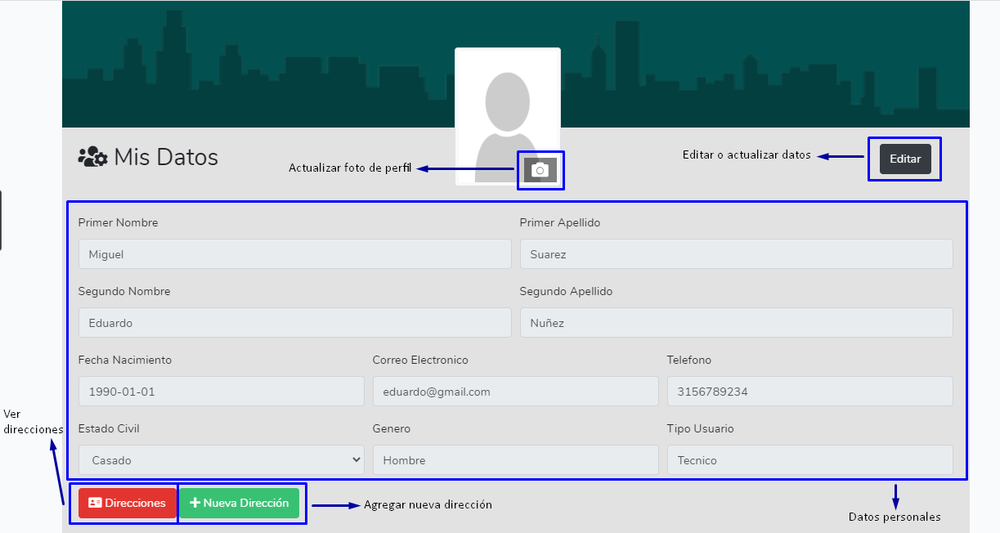 Mis Datos
Actualizar foto de perfil
Editar o actualizar datos
Editar
Primer Nombre
Primer Apellido
Miguel
Suarez
Segundo Nombre
Segundo Apellido
Eduardo
Nuñez
Fecha Nacimiento
Correo Electronico
Telefono
1990-01-01
eduardo@gmail.com
3156789234
Ver
direcciones
Estado Civil
Genero
Tipo Usuario
Casado
Hombre
Tecnico
Direcciones
Nueva Dirección
Agregar nueva dirección
Datos personales